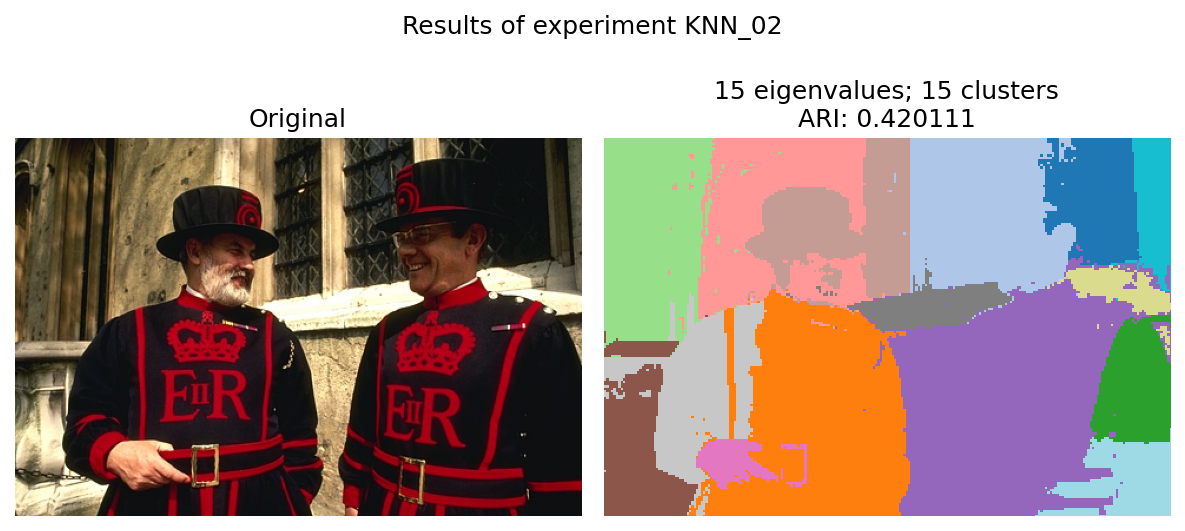 Results of experiment KNN_02
Original
15 eigenvalues; 15 clusters
ARI: 0.420111
EIIR
EIIR